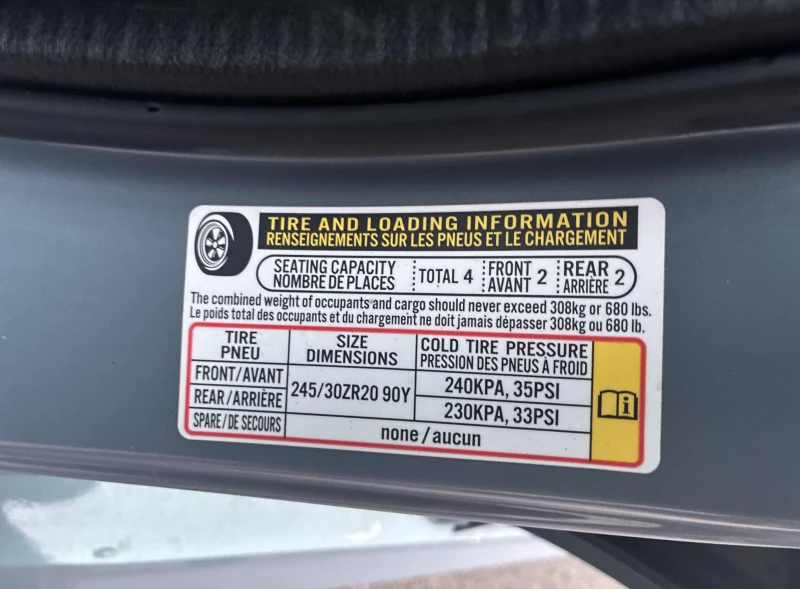 TIRE AND LOADING INFORMATION
RENSEIGNEMENTS SUR LES PNEUS ET LE CHARGEMENT
SEATING CAPACITY
NOMBRE DE PLACES
TOTAL 4
FRONT
AVANT
2
REAR
ARRIÈRE
2
The combined weight of occupants and cargo should never exceed 308kg or 680 lbs.
Le poids total des occupants et du chargement ne doit jamais dépasser 308kg ou 680 lb.
TIRE
PNEU
SIZE
DIMENSIONS
COLD TIRE PRESSURE
PRESSION DES PNEUS À FROID
FRONT/AVANT
245/30ZR20 90Y
240KPA, 35PSI
REAR/ARRIÈRE
230KPA, 33PSI
SPARE/DE SECOURS
none/aucun